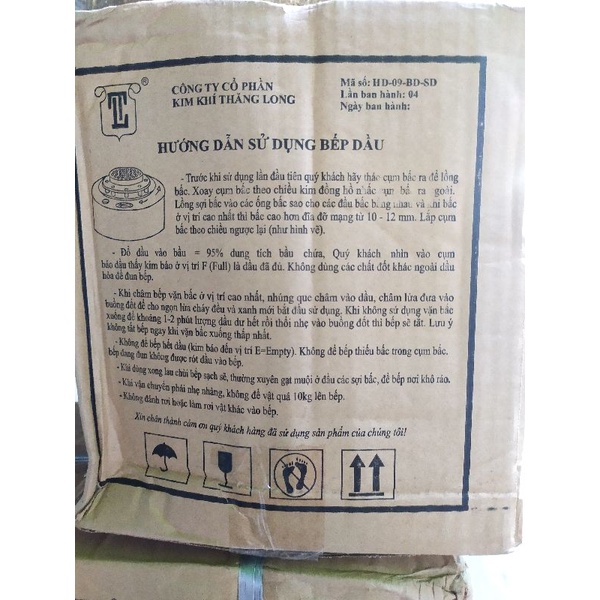 TL ®
CÔNG TY CỔ PHẦN
KIM KHÍ THĂNG LONG
Mã số: HD-09-BD-SD
Lần ban hành: 04
Ngày ban hành:
HƯỚNG DẪN SỬ DỤNG BẾP DẦU
- Trước khi sử dụng lần đầu tiên quý khách hãy tháo cụm bấc ra để lồng
bấc. Xoay cụm bấc theo chiều kim đồng hồ nhấc cụm bấc ra ngoài.
Lồng sợi bấc vào các ống bấc sao cho các đầu bấc bằng nhau và khi bấc
ở vị trí cao nhất thì bấc cao hơn đĩa đỡ mạng từ 10 - 12 mm. Lắp cụm
bấc theo chiều ngược lại (như hình vẽ).
- Đổ dầu vào bầu = 95% dung tích bầu chứa, Quý khách nhìn vào cụm
báo dầu thấy kim báo ở vị trí F (Full) là dầu đã đủ. Không dùng các chất đốt khác ngoài dầu
hỏa để đun bếp.
- Khi châm bếp vặn bấc ở vị trí cao nhất, nhúng que châm vào dầu, châm lửa đưa vào
buồng đốt để cho ngọn lửa cháy đều và xanh mới bắt đầu sử dụng. Khi không sử dụng vặn bấc
xuống để khoảng 1-2 phút lượng dầu dư hết rồi thổi nhẹ vào buồng đốt thì bếp sẽ tắt. Lưu ý
không tắt bếp ngay khi vặn bấc xuống thấp nhất.
- Không để bếp hết dầu (kim báo đến vị trí E=Empty). Không để bếp thiếu bấc trong cụm bấc.
bếp đang đun không được rót dầu vào bếp.
- Khi dùng xong lau chùi bếp sạch sẽ, thường xuyên gạt muội ở đầu các sợi bấc, để bếp nơi khô ráo.
- Khi vận chuyển phải nhẹ nhàng, không để vật quá 10kg lên bếp.
- Không đánh rơi hoặc làm rơi vật khác vào bếp.
Xin chân thành cám ơn quý khách hàng đã sử dụng sản phẩm của chúng tôi!